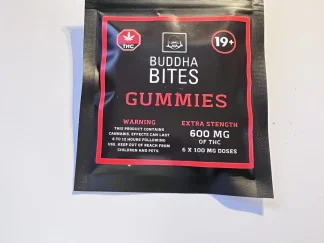 THC
19+
BUDDHA
BITES
GUMMIES
WARNING
THIS PRODUCT CONTAINS
CANNABIS. EFFECTS CAN LAST
6 TO 12 HOURS FOLLOWING
USE. KEEP OUT OF REACH FROM
CHILDREN AND PETS.
EXTRA STENGTH
600 MG
OF THC
6 X 100 MG DOSES